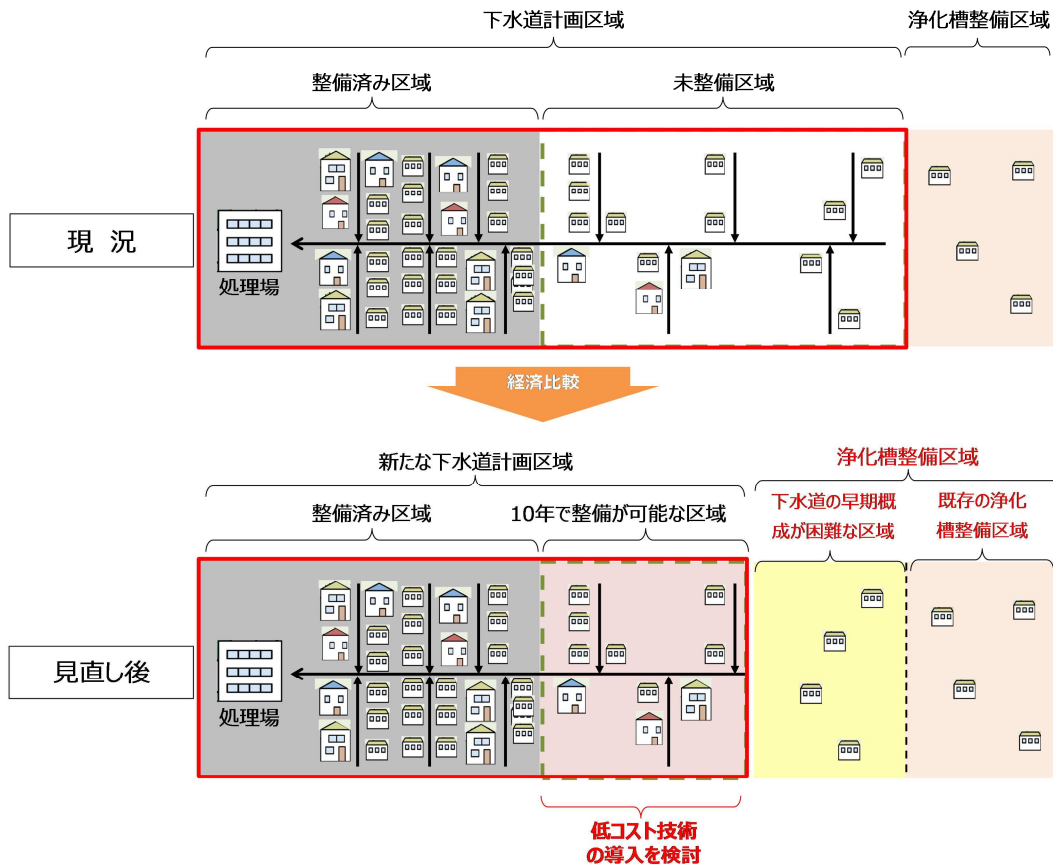 下水道計画区域
浄化槽整備区域
整備済み区域
未整備区域
現 況
処理場
経済比較
新たな下水道計画区域
浄化槽整備区域
整備済み区域
10年で整備が可能な区域
下水道の早期概
成が困難な区域
既存の浄化
槽整備区域
見直し後
処理場
低コスト技術
の導入を検討